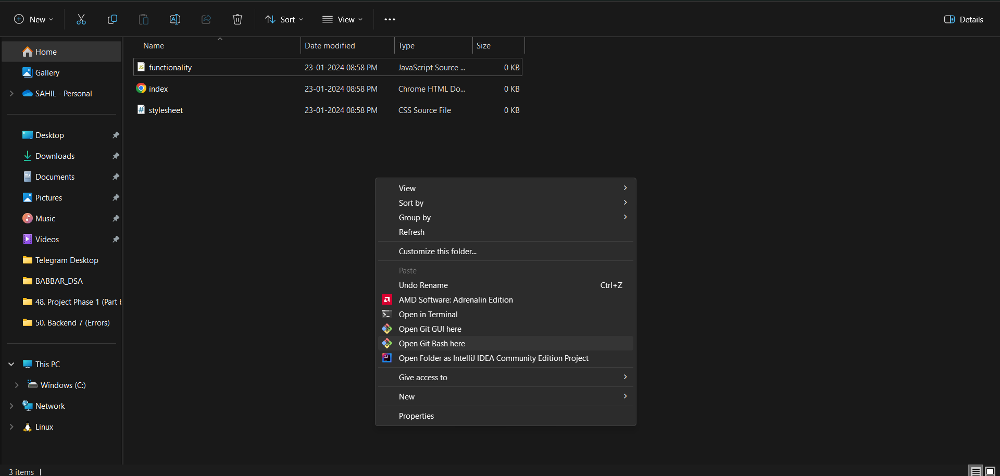 New
Sort
View
Details
Name
Date modified
Type
Size
functionality 23-01-2024 08:58 PM JavaScript Source ... 0 KB
index 23-01-2024 08:58 PM Chrome HTML Do... 0 KB
stylesheet 23-01-2024 08:58 PM CSS Source File 0 KB
Home
Gallery
SAHIL - Personal
Desktop
Downloads
Documents
Pictures
Music
Videos
Telegram Desktop
BABBAR_DSA
48. Project Phase 1 (Part
50. Backend 7 (Errors)
This PC
Windows (C:)
Network
Linux
View
Sort by
Group by
Refresh
Customize this folder...
Paste
Undo Rename Ctrl+Z
AMD Software: Adrenalin Edition
Open in Terminal
Open Git GUI here
Open Git Bash here
Open Folder as IntelliJ IDEA Community Edition Project
Give access to
New
Properties
3 items